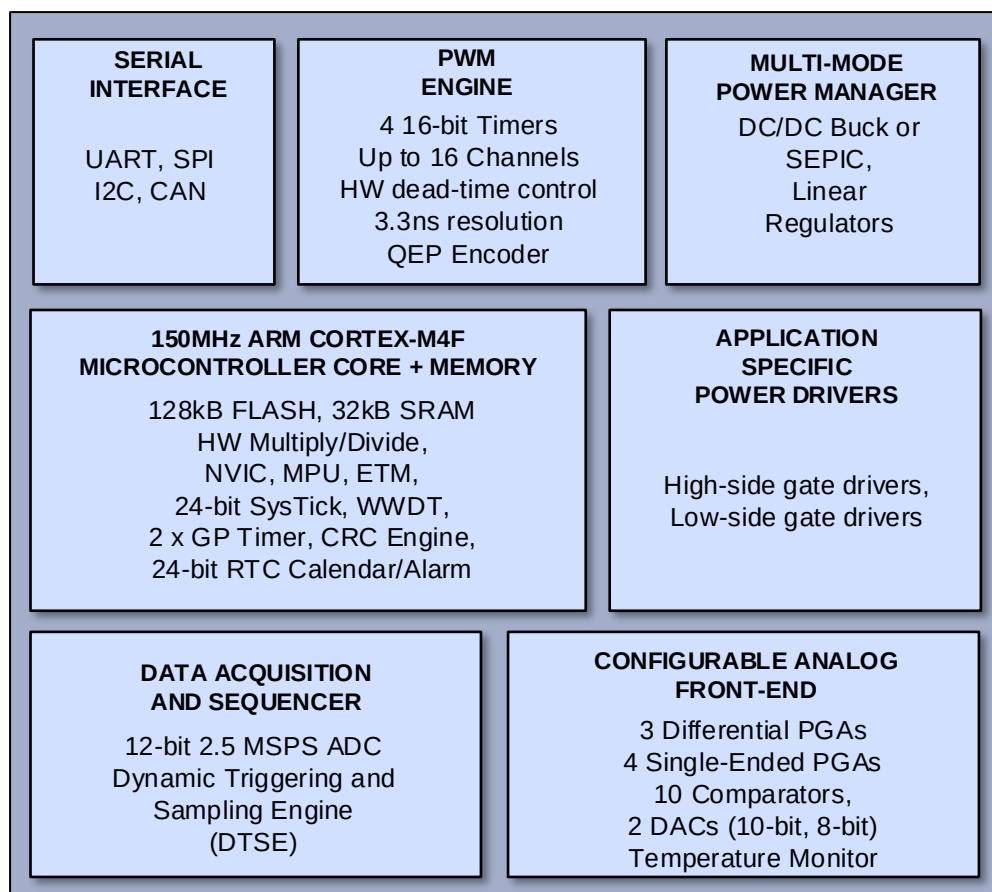 SERIAL
INTERFACE
UART, SPI
I2C, CAN
PWM
ENGINE
4 16-bit Timers
Up to 16 Channels
HW dead-time control
3.3ns resolution
QEP Encoder
MULTI-MODE
POWER MANAGER
DC/DC Buck or
SEPIC,
Linear
Regulators
150MHz ARM CORTEX-M4F
MICROCONTROLLER CORE + MEMORY
128kB FLASH, 32kB SRAM
HW Multiply/Divide,
NVIC, MPU, ETM,
24-bit SysTick, WWDT,
2 x GP Timer, CRC Engine,
24-bit RTC Calendar/Alarm
APPLICATION
SPECIFIC
POWER DRIVERS
High-side gate drivers,
Low-side gate drivers
DATA ACQUISITION
AND SEQUENCER
12-bit 2.5 MSPS ADC
Dynamic Triggering and
Sampling Engine
(DTSE)
CONFIGURABLE ANALOG
FRONT-END
3 Differential PGAs
4 Single-Ended PGAs
10 Comparators,
2 DACs (10-bit, 8-bit)
Temperature Monitor